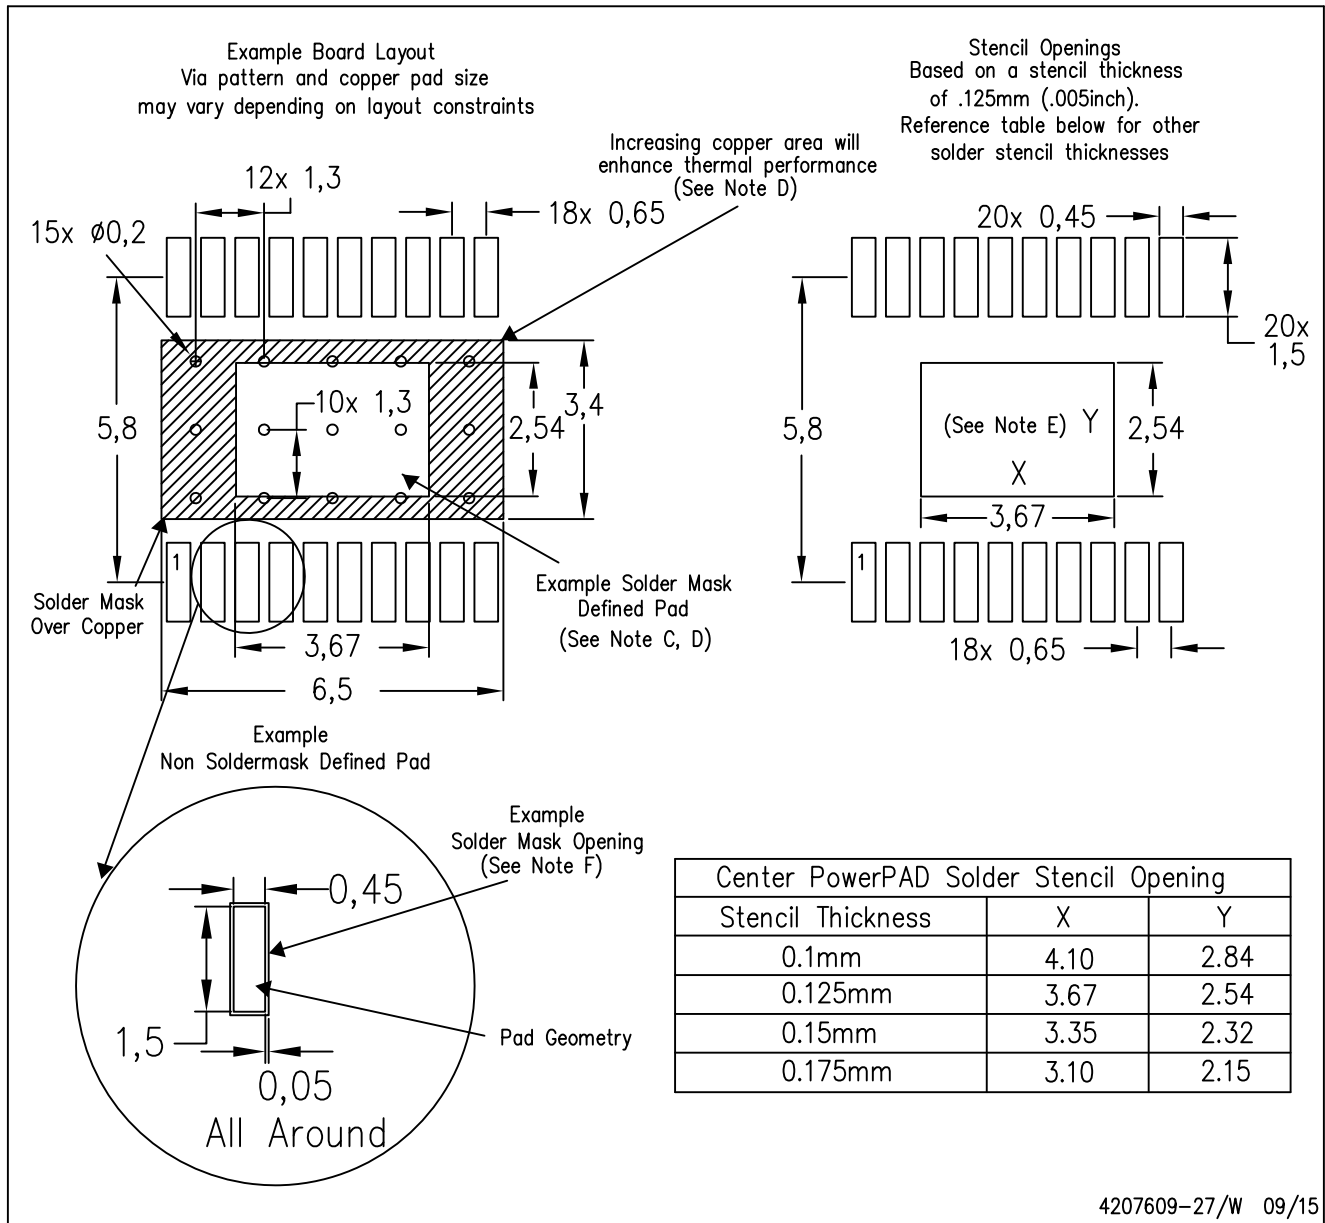 Example Board Layout
Via pattern and copper pad size
may vary depending on layout constraints
Stencil Openings
Based on a stencil thickness
of .125mm (.005inch).
Reference table below for other
solder stencil thicknesses
Increasing copper area will
enhance thermal performance
(See Note D)
12x 1,3
18x 0,65
15x ø0,2
5,8
10x 1,3
2,54
3,4
1
Solder Mask
Over Copper
Example Solder Mask
Defined Pad
(See Note C, D)
3,67
6,5
20x 0,45
20x
1,5
5,8
(See Note E) Y
X
2,54
3,67
1
18x 0,65
Example
Non Soldermask Defined Pad
Example
Solder Mask Opening
(See Note F)
0,45
1,5
Pad Geometry
0,05
All Around
Center PowerPAD Solder Stencil Opening
Stencil Thickness X Y
0.1mm 4.10 2.84
0.125mm 3.67 2.54
0.15mm 3.35 2.32
0.175mm 3.10 2.15
4207609-27/W 09/15